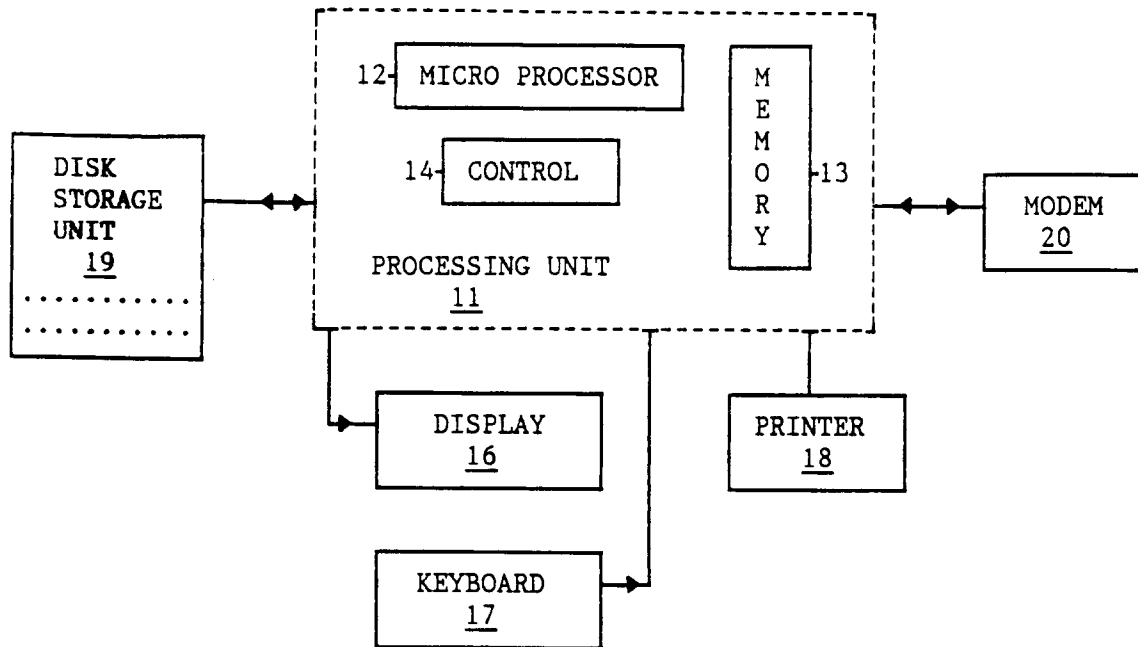 12
MICRO PROCESSOR
14
CONTROL
M
E
M
O
R
Y
13
PROCESSING UNIT
11
DISK
STORAGE
UNIT
19
MODEM
20
DISPLAY
16
PRINTER
18
KEYBOARD
17